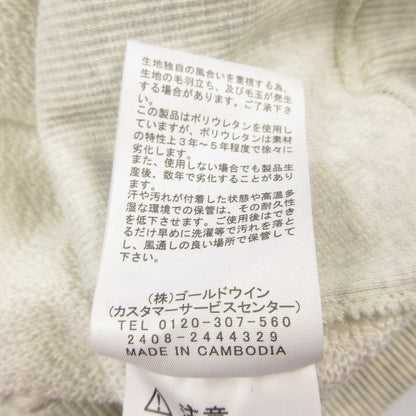 生地独自の風合いを重視する為、
生地の毛羽立ち、及び毛玉が発生
する場合があります。ご了承下さ
い。
この製品はポリウレタンを使用し
ていますが、ポリウレタンは素材
の特性上3年~5年程度で徐々に
劣化します。
また、使用しない場合でも製品生
産後、数年で劣化することがあり
ます。
汗や汚れが付着した状態や高温多
湿な環境での保管は、その耐久性
を低下させます。ご使用後はでき
るだけ早めに洗濯等で汚れを落と
し、風通しの良い場所で保管して
下さい。
(株)ゴールドウイン
(カスタマーサービスセンター)
TEL 0120-307-560
2408-2444329
MADE IN CAMBODIA
注意